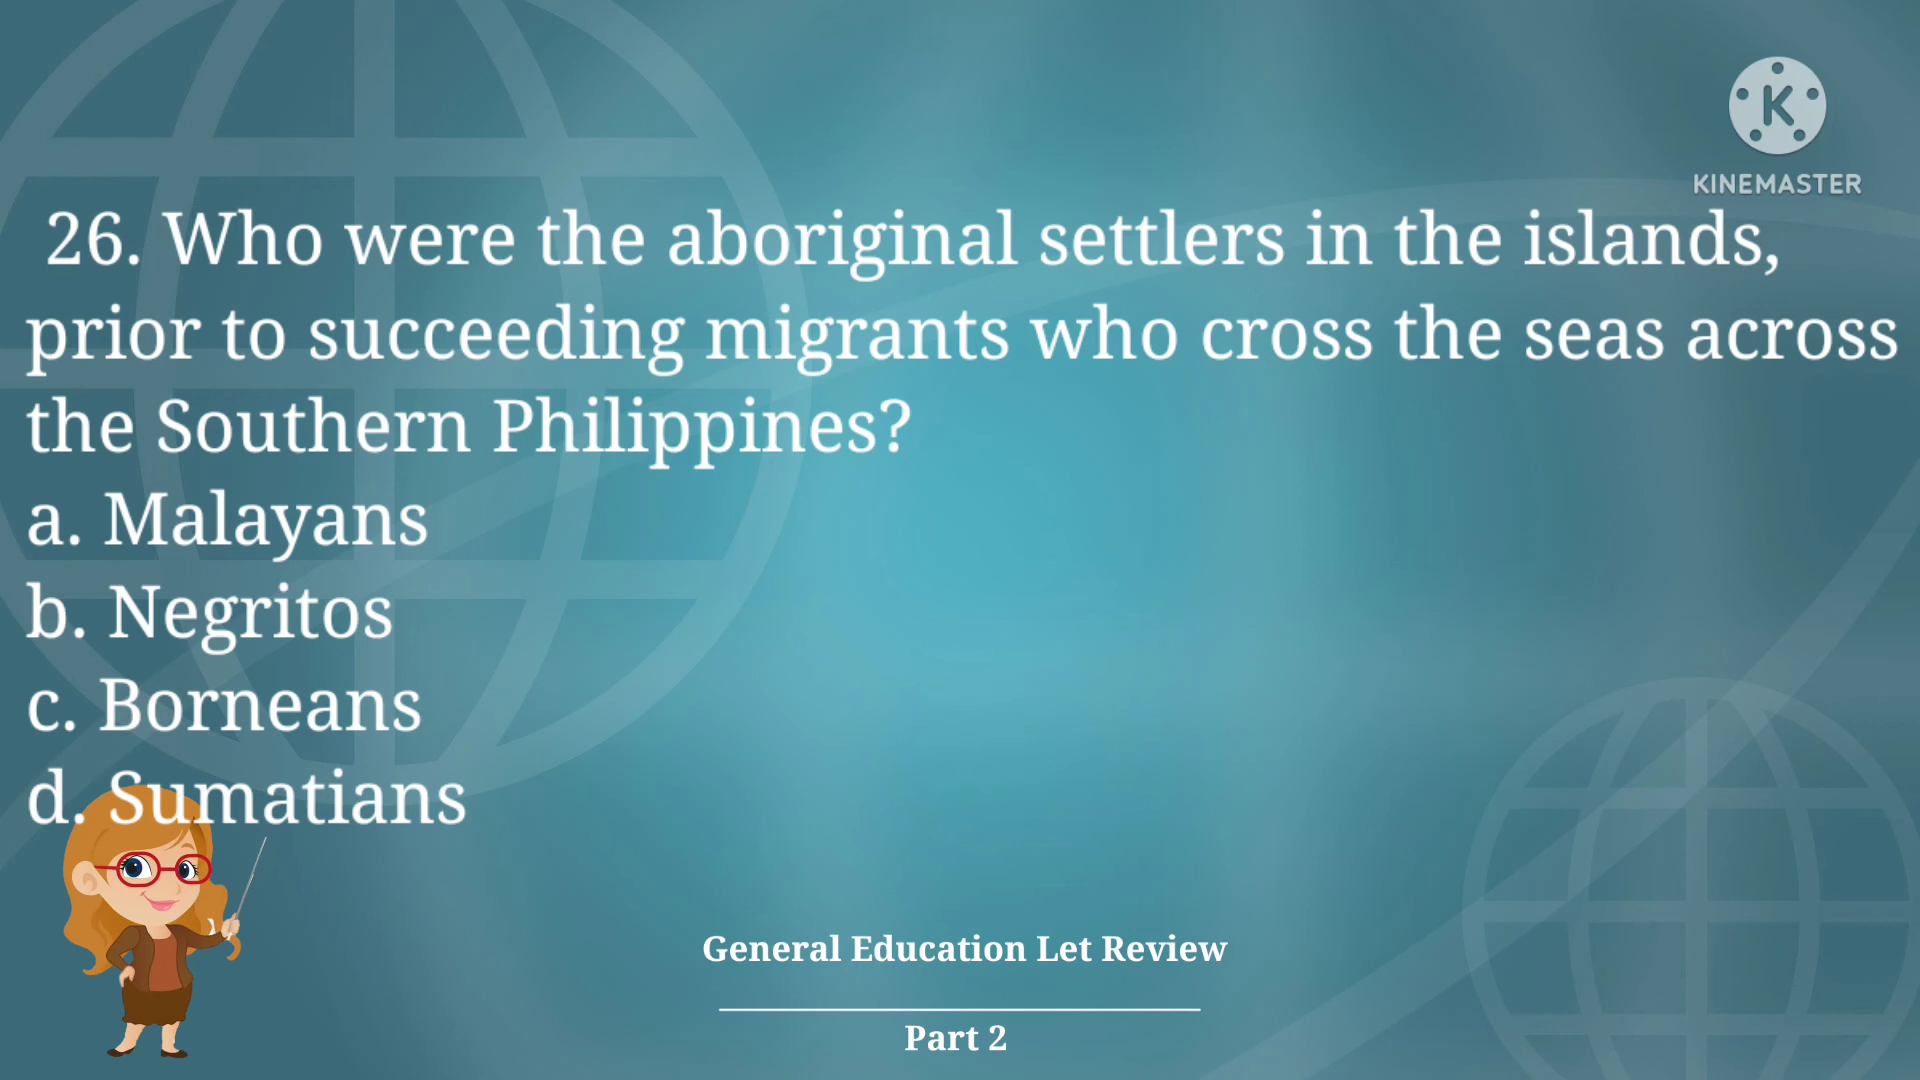 KINEMASTER
26. Who were the aboriginal settlers in the islands,
prior to succeeding migrants who cross the seas across
the Southern Philippines?
a. Malayans
b. Negritos
c. Borneans
d. Sumatians
General Education Let Review
Part 2